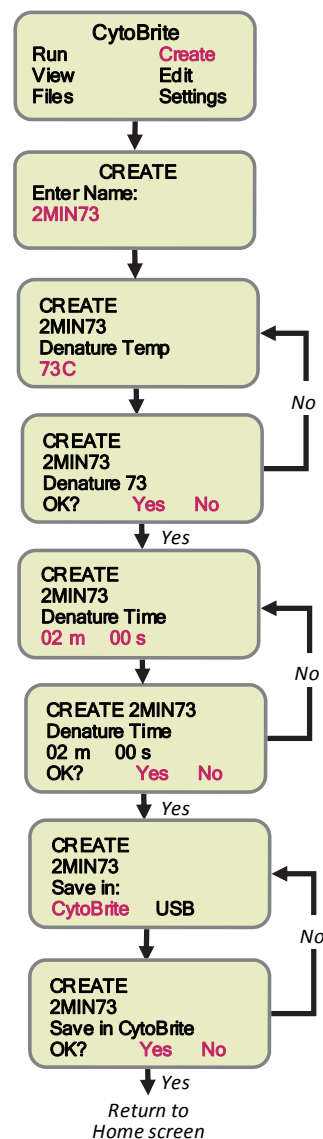 CytoBrite
Run Create
View Edit
Files Settings
CREATE
Enter Name:
2MIN73
CREATE
2MIN73
Denature Temp
73C
No
CREATE
2MIN73
Denature 73
OK? Yes No
Yes
CREATE
2MIN73
Denature Time
02 m 00 s
No
CREATE 2MIN73
Denature Time
02 m 00 s
OK? Yes No
Yes
CREATE
2MIN73
Save in:
CytoBrite USB
No
CREATE
2MIN73
Save in CytoBrite
OK? Yes No
Yes
Return to
Home screen